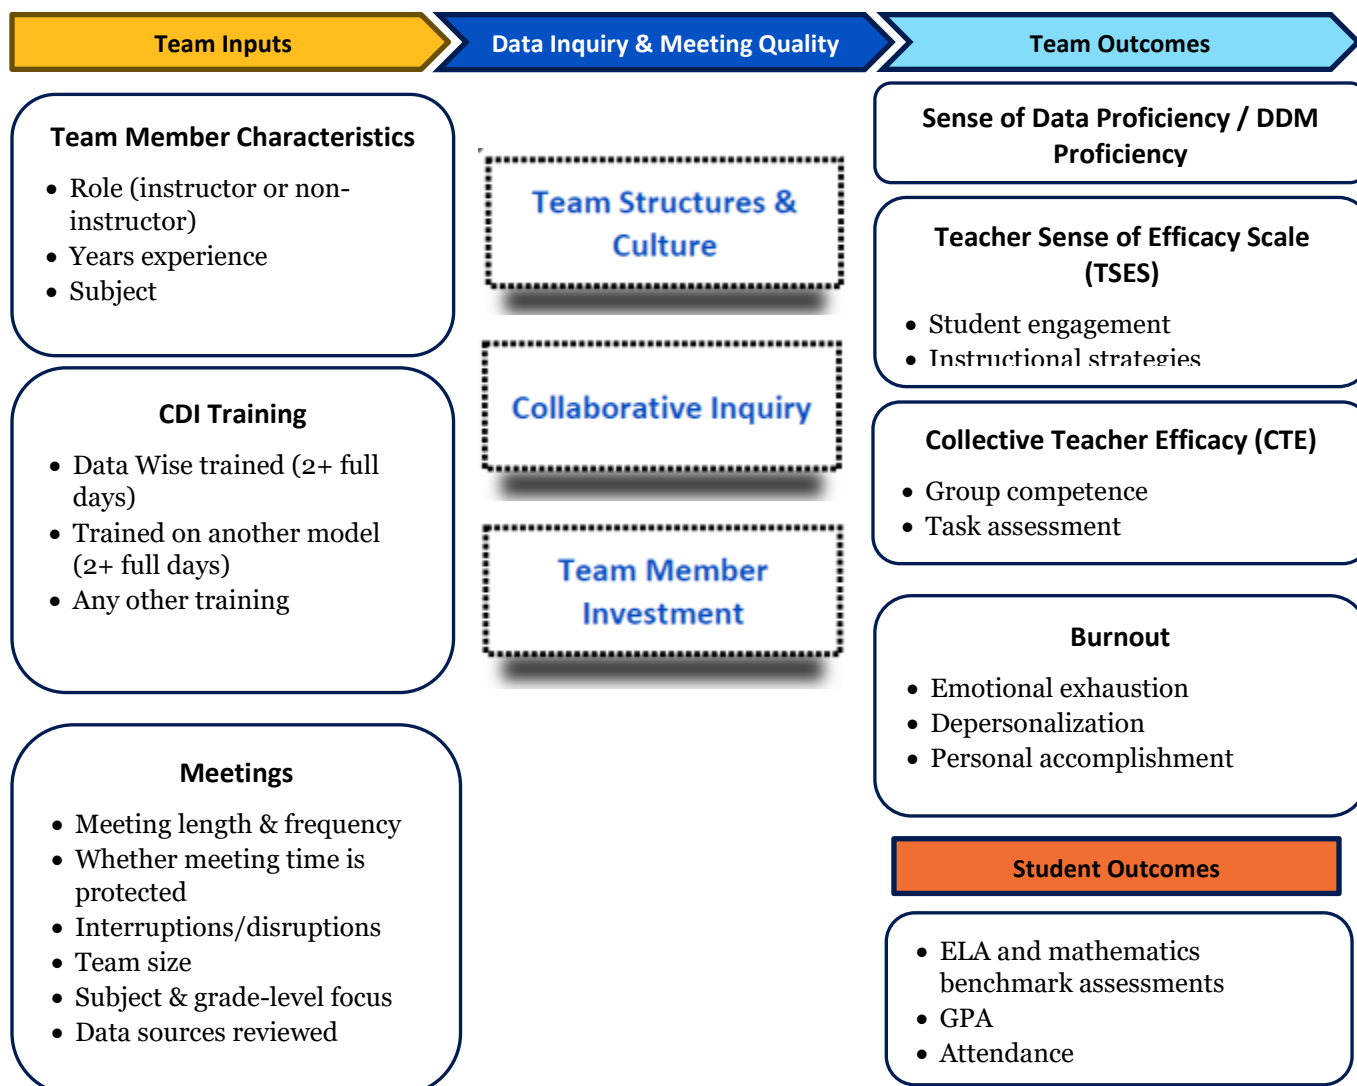 Team Inputs
Data Inquiry & Meeting Quality
Team Outcomes
Team Member Characteristics
• Role (instructor or non-
instructor)
• Years experience
• Subject
CDI Training
• Data Wise trained (2+ full
days)
• Trained on another model
(2+ full days)
• Any other training
Meetings
• Meeting length & frequency
• Whether meeting time is
protected
• Interruptions/disruptions
• Team size
• Subject & grade-level focus
• Data sources reviewed
Team Structures &
Culture
Collaborative Inquiry
Team Member
Investment
Sense of Data Proficiency / DDM
Proficiency
Teacher Sense of Efficacy Scale
(TSES)
• Student engagement
• Instructional strategies
Collective Teacher Efficacy (CTE)
• Group competence
• Task assessment
Burnout
• Emotional exhaustion
• Depersonalization
• Personal accomplishment
Student Outcomes
• ELA and mathematics
benchmark assessments
• GPA
• Attendance